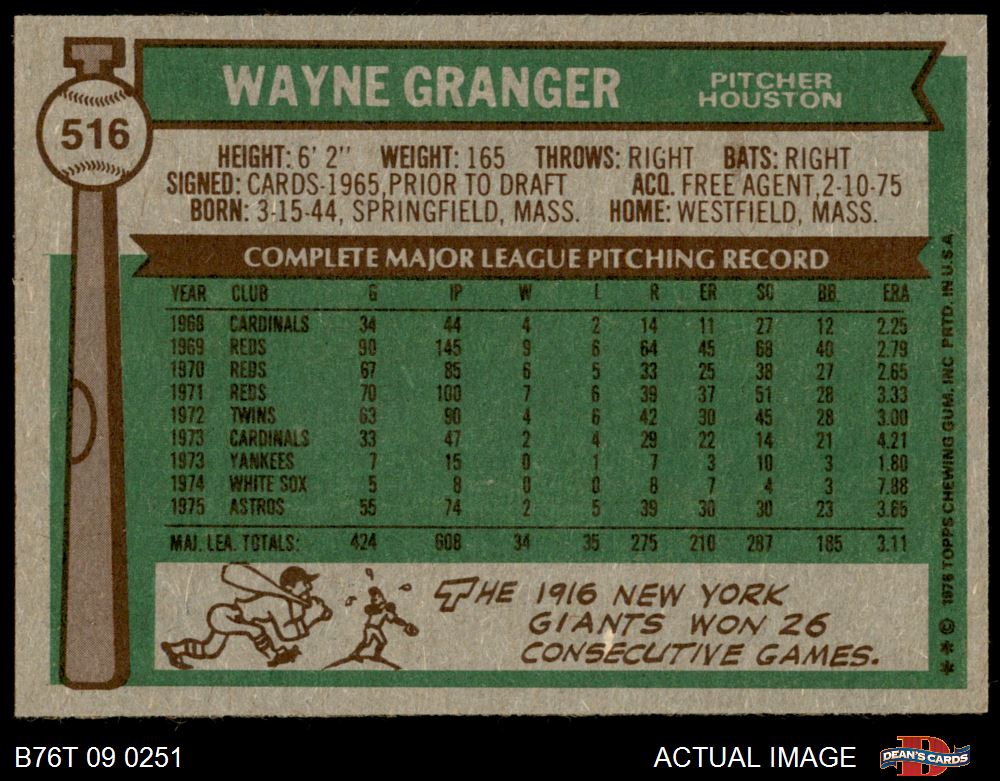 516
WAYNE GRANGER
PITCHER
HOUSTON
HEIGHT: 6' 2" WEIGHT: 165 THROWS: RIGHT BATS: RIGHT
SIGNED: CARDS-1965, PRIOR TO DRAFT ACQ. FREE AGENT, 2-10-75
BORN: 3-15-44, SPRINGFIELD, MASS. HOME: WESTFIELD, MASS.
COMPLETE MAJOR LEAGUE PITCHING RECORD
YEAR CLUB G IP W L R ER SO BB ERA
1968 CARDINALS 34 44 4 2 14 11 27 12 2.25
1969 REDS 90 145 9 6 64 45 68 40 2.79
1970 REDS 67 85 6 5 33 25 38 27 2.65
1971 REDS 70 100 7 6 39 37 51 28 3.33
1972 TWINS 63 90 4 6 42 30 45 28 3.00
1973 CARDINALS 33 47 2 4 29 22 14 21 4.21
1973 YANKEES 7 15 0 1 7 3 10 3 1.80
1974 WHITE SOX 5 8 0 0 8 7 4 3 7.88
1975 ASTROS 55 74 2 5 39 30 30 23 3.65
MAJ. LEA. TOTALS: 424 608 34 35 275 210 287 185 3.11
THE 1916 NEW YORK
GIANTS WON 26
CONSECUTIVE GAMES.
* * © 1976 TOPPS CHEWING GUM, INC. PRTD. IN U.S.A.
B76T 09 0251
ACTUAL IMAGE
D
DEAN'S CARDS